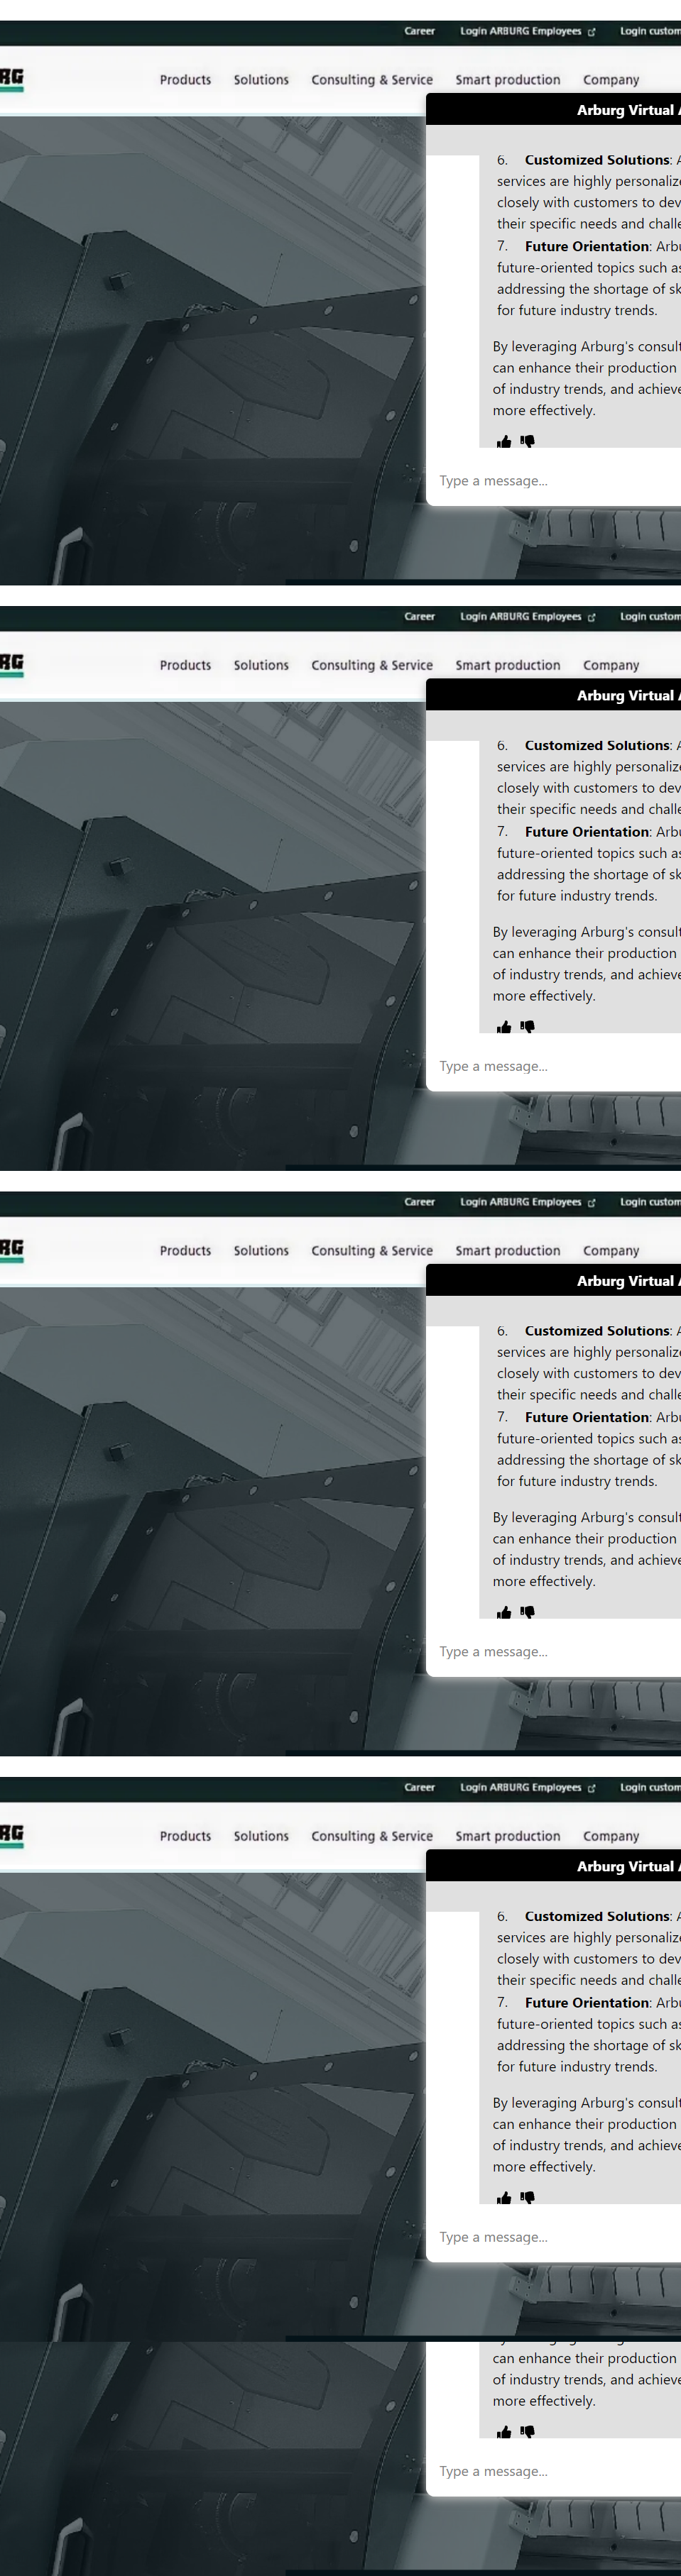 Career Login ARBURG Employees Login custom
RG Products Solutions Consulting & Service Smart production Company
Arburg Virtual A
6. Customized Solutions: A
services are highly personalize
closely with customers to dev
their specific needs and challe
7. Future Orientation: Arbu
future-oriented topics such as
addressing the shortage of sk
for future industry trends.
By leveraging Arburg's consult
can enhance their production
of industry trends, and achieve
more effectively.
Type a message...
Career Login ARBURG Employees Login custom
RG Products Solutions Consulting & Service Smart production Company
Arburg Virtual A
6. Customized Solutions: A
services are highly personalize
closely with customers to dev
their specific needs and challe
7. Future Orientation: Arbu
future-oriented topics such as
addressing the shortage of sk
for future industry trends.
By leveraging Arburg's consult
can enhance their production
of industry trends, and achieve
more effectively.
Type a message...
Career Login ARBURG Employees Login custom
RG Products Solutions Consulting & Service Smart production Company
Arburg Virtual A
6. Customized Solutions: A
services are highly personalize
closely with customers to dev
their specific needs and challe
7. Future Orientation: Arbu
future-oriented topics such as
addressing the shortage of sk
for future industry trends.
By leveraging Arburg's consult
can enhance their production
of industry trends, and achieve
more effectively.
Type a message...
Career Login ARBURG Employees Login custom
RG Products Solutions Consulting & Service Smart production Company
Arburg Virtual A
6. Customized Solutions: A
services are highly personalize
closely with customers to dev
their specific needs and challe
7. Future Orientation: Arbu
future-oriented topics such as
addressing the shortage of sk
for future industry trends.
By leveraging Arburg's consult
can enhance their production
of industry trends, and achieve
more effectively.
Type a message...
can enhance their production
of industry trends, and achieve
more effectively.
Type a message...